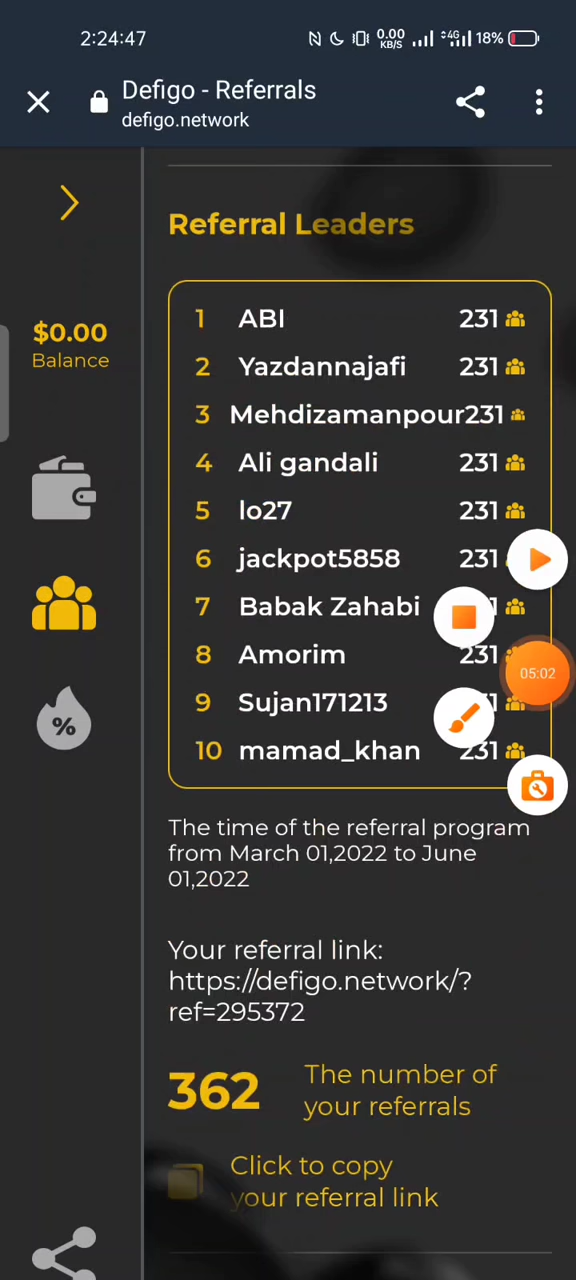 2:24:47 0.00 KB/S 4G 18%
Defigo - Referrals
defigo.network
Referral Leaders
$0.00
Balance
1 ABI 231
2 Yazdannajafi 231
3 Mehdizamanpour231
4 Ali gandali 231
5 lo27 231
6 jackpot5858 231
7 Babak Zahabi
8 Amorim 231
9 Sujan171213
10 mamad_khan 231
05:02
%
The time of the referral program
from March 01,2022 to June
01,2022
Your referral link:
https://defigo.network/?
ref=295372
362 The number of
your referrals
Click to copy
your referral link